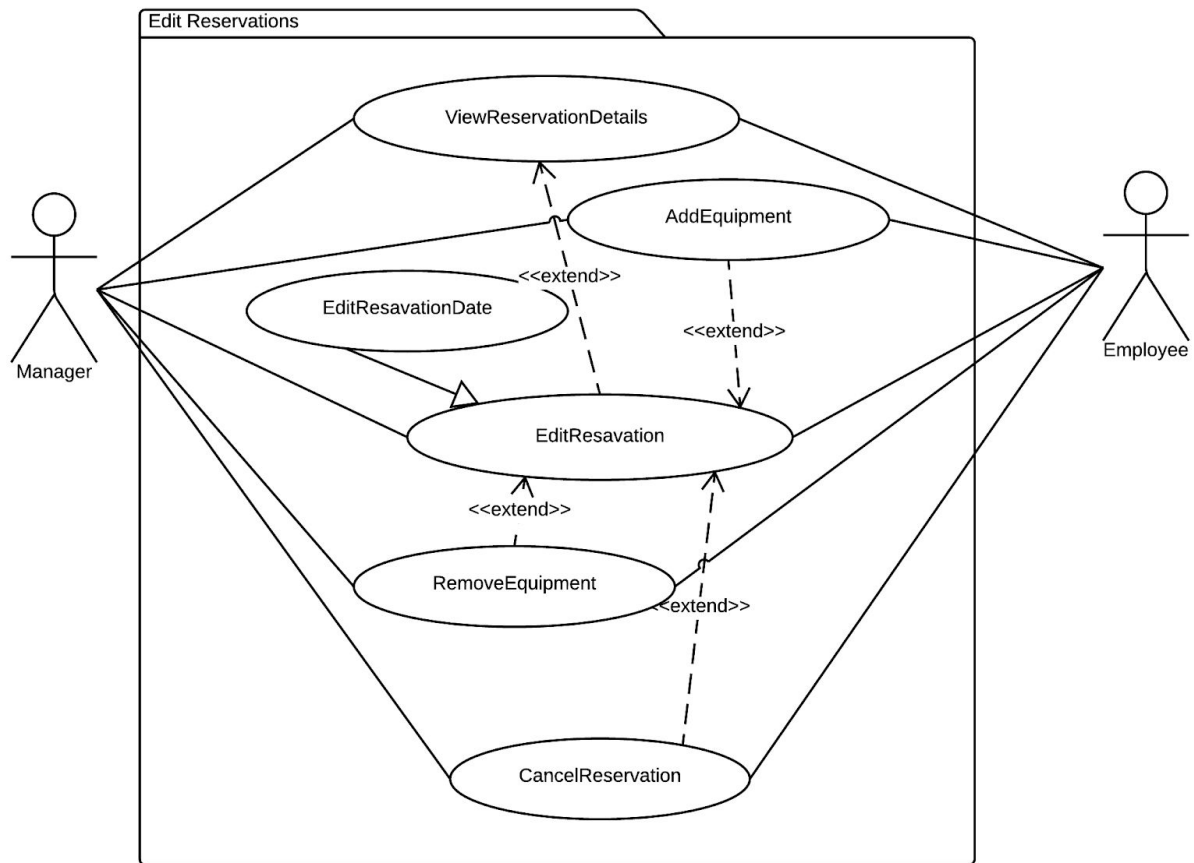 Edit Reservations
ViewReservationDetails
AddEquipment
<<extend>>
EditResavationDate
<<extend>>
Manager
Employee
EditResavation
<<extend>>
RemoveEquipment
<<extend>>
CancelReservation